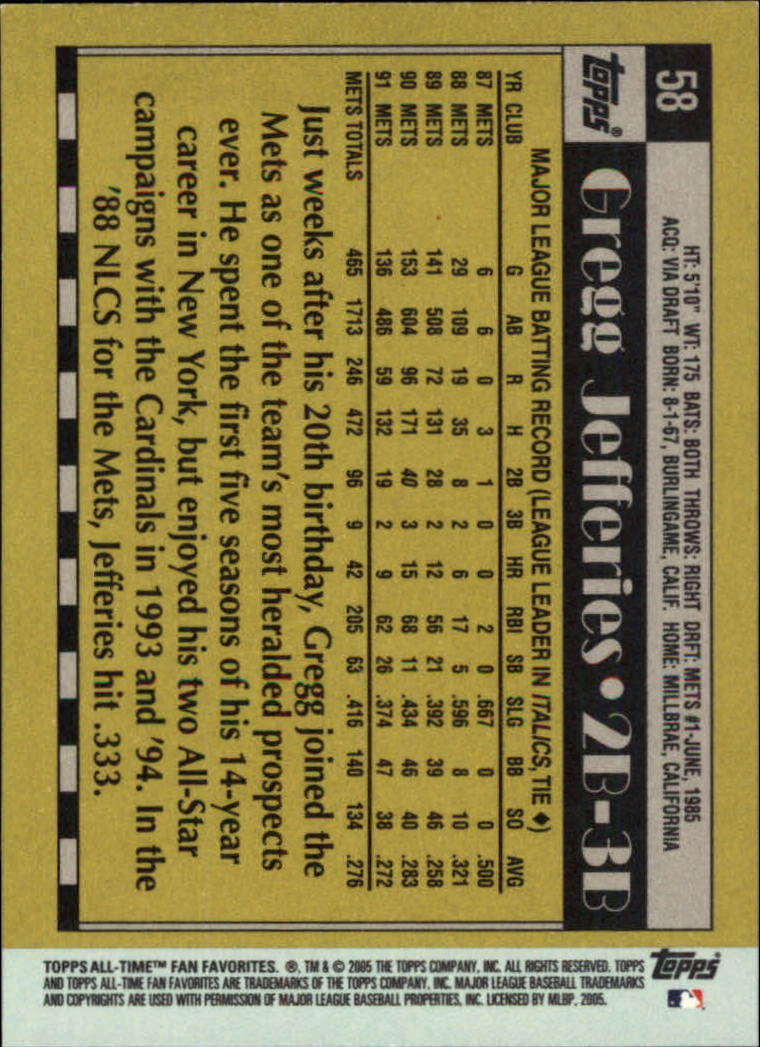 58
HT: 5'10" WT: 175 BATS: BOTH THROWS: RIGHT DRFT: METS #1-JUNE, 1985
ACQ: VIA DRAFT BORN: 8-1-67, BURLINGAME, CALIF. HOME: MILLBRAE, CALIFORNIA
topps® Gregg Jefferies•2B-3B
MAJOR LEAGUE BATTING RECORD (LEAGUE LEADER IN ITALICS, TIE ♦)
YR CLUB G AB R H 2B 3B HR RBI SB SLG BB SO AVG
87 METS 6 6 0 3 1 0 0 2 0 .667 0 0 .500
88 METS 29 109 19 35 8 2 6 17 5 .596 8 10 .321
89 METS 141 508 72 131 28 2 12 56 21 .392 39 46 .258
90 METS 153 604 96 171 40 3 15 68 11 .434 46 40 .283
91 METS 136 486 59 132 19 2 9 62 26 .374 47 38 .272
METS TOTALS 465 1713 246 472 96 9 42 205 63 .416 140 134 .276
Just weeks after his 20th birthday, Gregg joined the
Mets as one of the team's most heralded prospects
ever. He spent the first five seasons of his 14-year
career in New York, but enjoyed his two All-Star
campaigns with the Cardinals in 1993 and '94. In the
'88 NLCS for the Mets, Jefferies hit .333.
TOPPS ALL-TIME™ FAN FAVORITES. ®, TM & © 2005 THE TOPPS COMPANY, INC. ALL RIGHTS RESERVED. TOPPS
AND TOPPS ALL-TIME FAN FAVORITES ARE TRADEMARKS OF THE TOPPS COMPANY, INC. MAJOR LEAGUE BASEBALL TRADEMARKS
AND COPYRIGHTS ARE USED WITH PERMISSION OF MAJOR LEAGUE BASEBALL PROPERTIES, INC. LICENSED BY MLBP, 2005.
topps